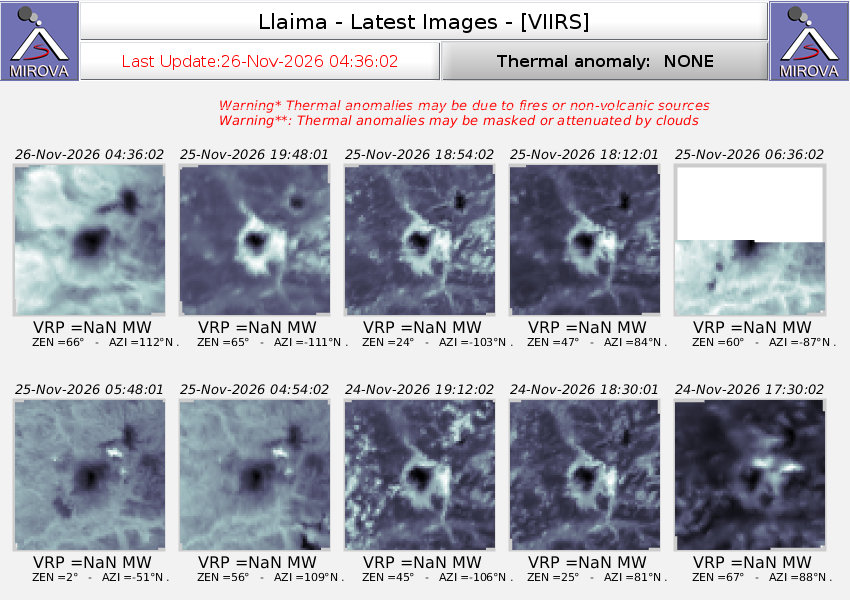 Llaima - Latest Images - [VIIRS]
MIROVA
Last Update:26-Nov-2026 04:36:02
Thermal anomaly: NONE
MIROVA
Warning* Thermal anomalies may be due to fires or non-volcanic sources
Warning**: Thermal anomalies may be masked or attenuated by clouds
26-Nov-2026 04:36:02 25-Nov-2026 19:48:01 25-Nov-2026 18:54:02 25-Nov-2026 18:12:01 25-Nov-2026 06:36:02
VRP =NaN MW VRP =NaN MW VRP =NaN MW VRP =NaN MW VRP =NaN MW
ZEN =66° - AZI =112°N . ZEN =65° - AZI =-111°N . ZEN =24° - AZI =-103°N . ZEN =47° - AZI =84°N . ZEN =60° - AZI =-87°N .
25-Nov-2026 05:48:01 25-Nov-2026 04:54:02 24-Nov-2026 19:12:02 24-Nov-2026 18:30:01 24-Nov-2026 17:30:02
VRP =NaN MW VRP =NaN MW VRP =NaN MW VRP =NaN MW VRP =NaN MW
ZEN =2° - AZI =-51°N . ZEN =56° - AZI =109°N . ZEN =45° - AZI =-106°N . ZEN =25° - AZI =81°N . ZEN =67° - AZI =88°N .